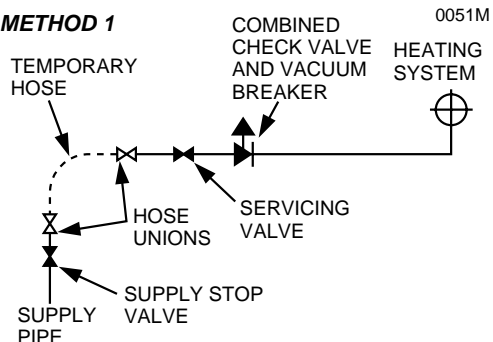 METHOD 1
0051M
TEMPORARY
HOSE
COMBINED
CHECK VALVE
AND VACUUM
BREAKER
HEATING
SYSTEM
HOSE
UNIONS
SERVICING
VALVE
SUPPLY STOP
VALVE
SUPPLY
PIPE